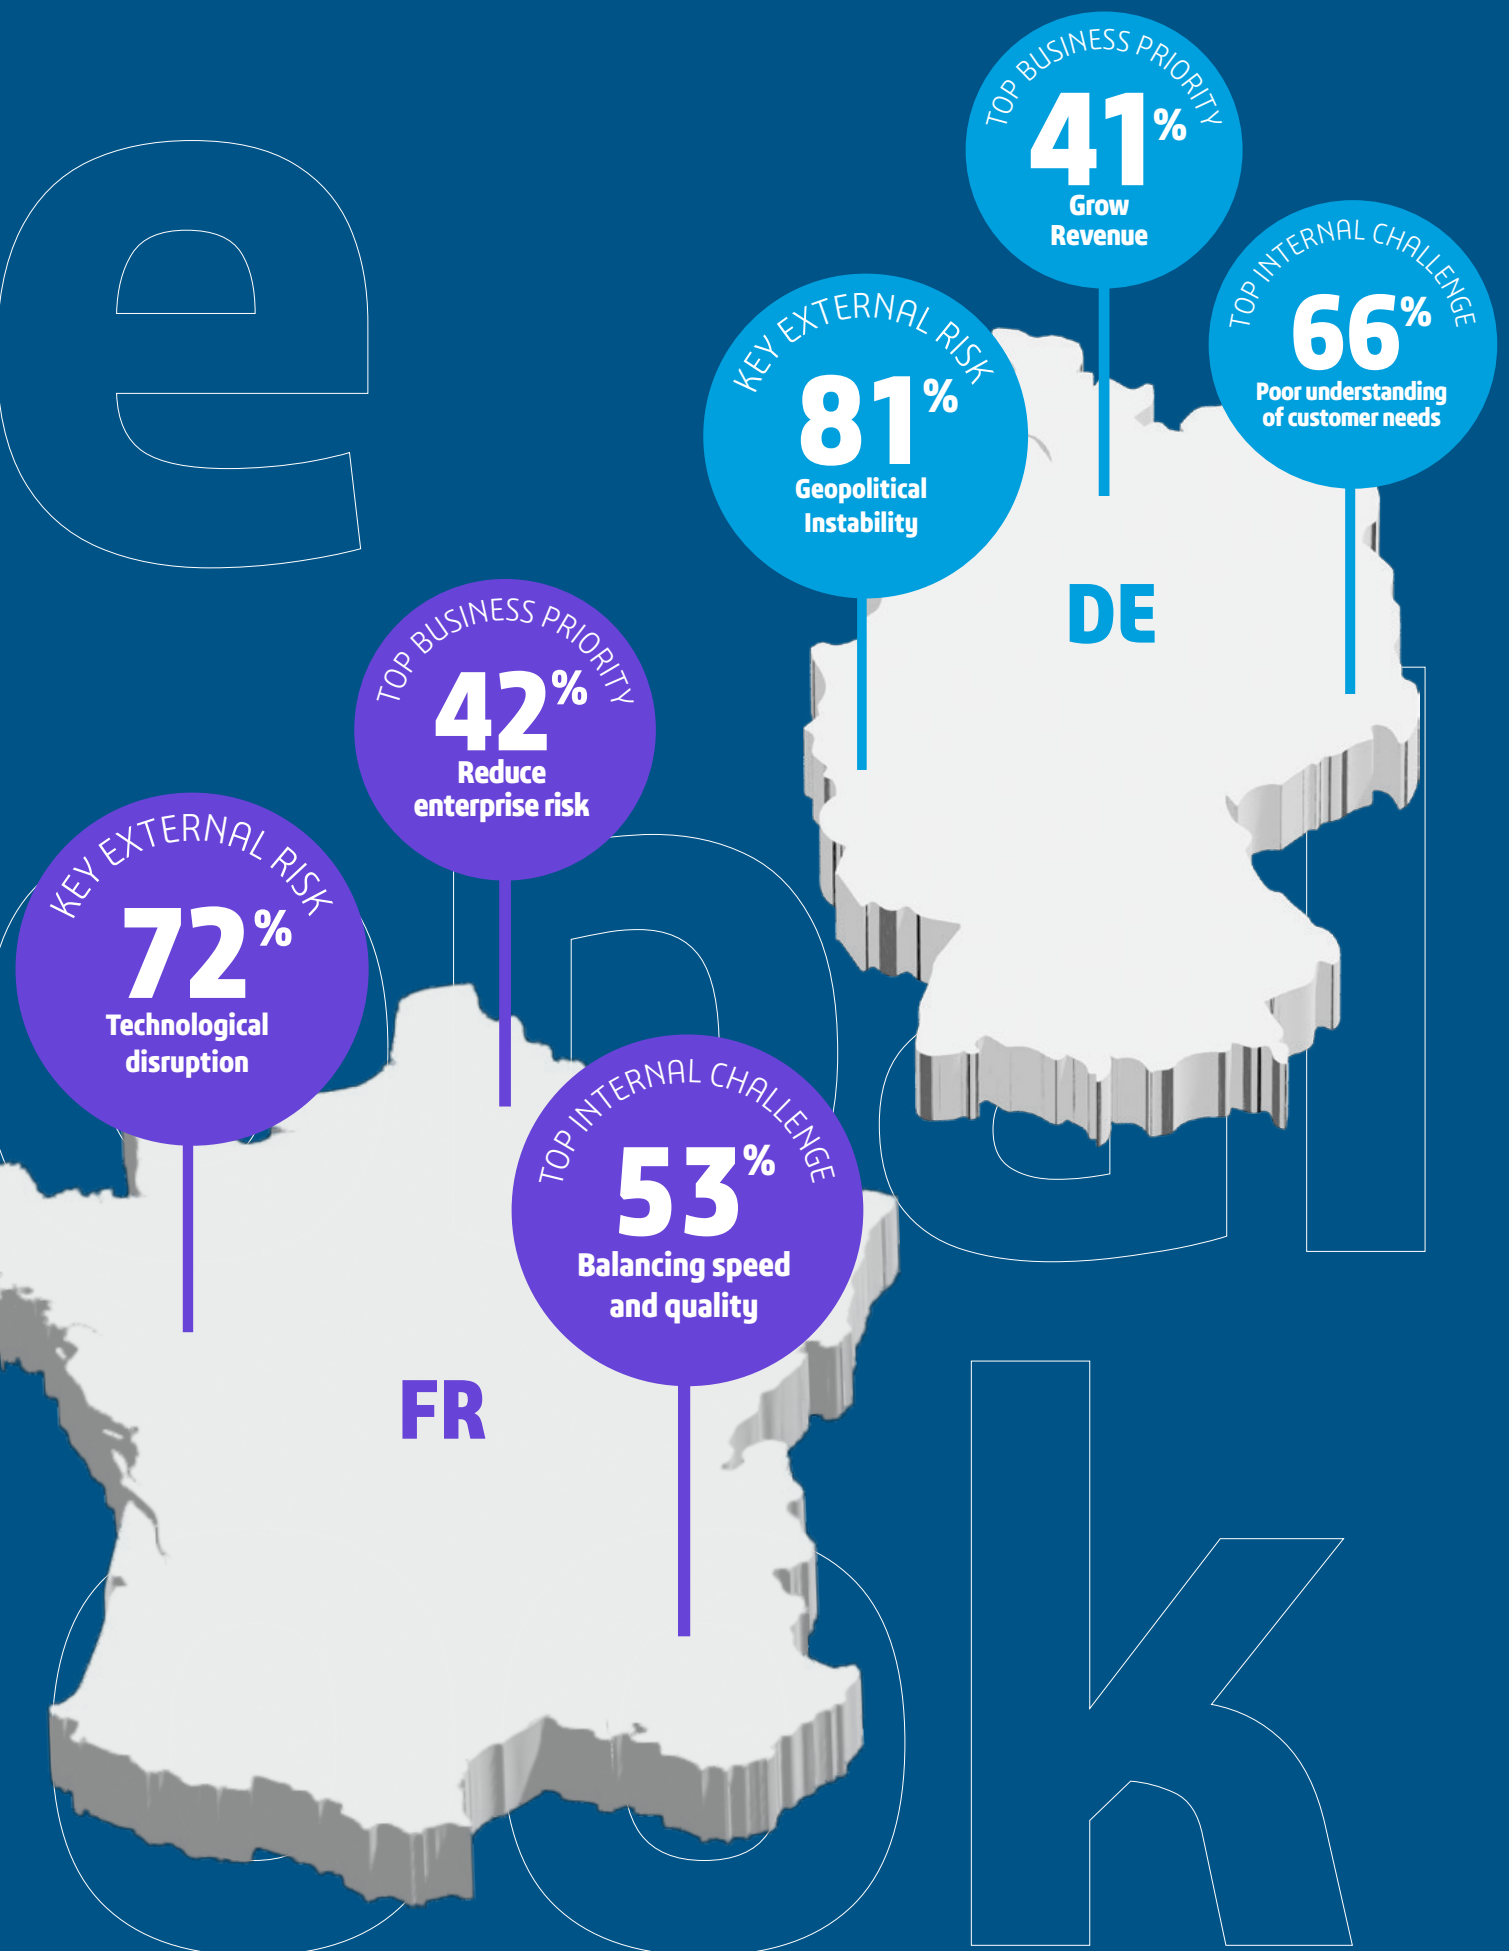 TOP BUSINESS PRIORITY
41%
Grow
Revenue
TOP INTERNAL CHALLENGE
66%
Poor understanding
of customer needs
KEY EXTERNAL RISK
81%
Geopolitical
Instability
DE
TOP BUSINESS PRIORITY
42%
Reduce
enterprise risk
KEY EXTERNAL RISK
72%
Technological
disruption
TOP INTERNAL CHALLENGE
53%
Balancing speed
and quality
FR